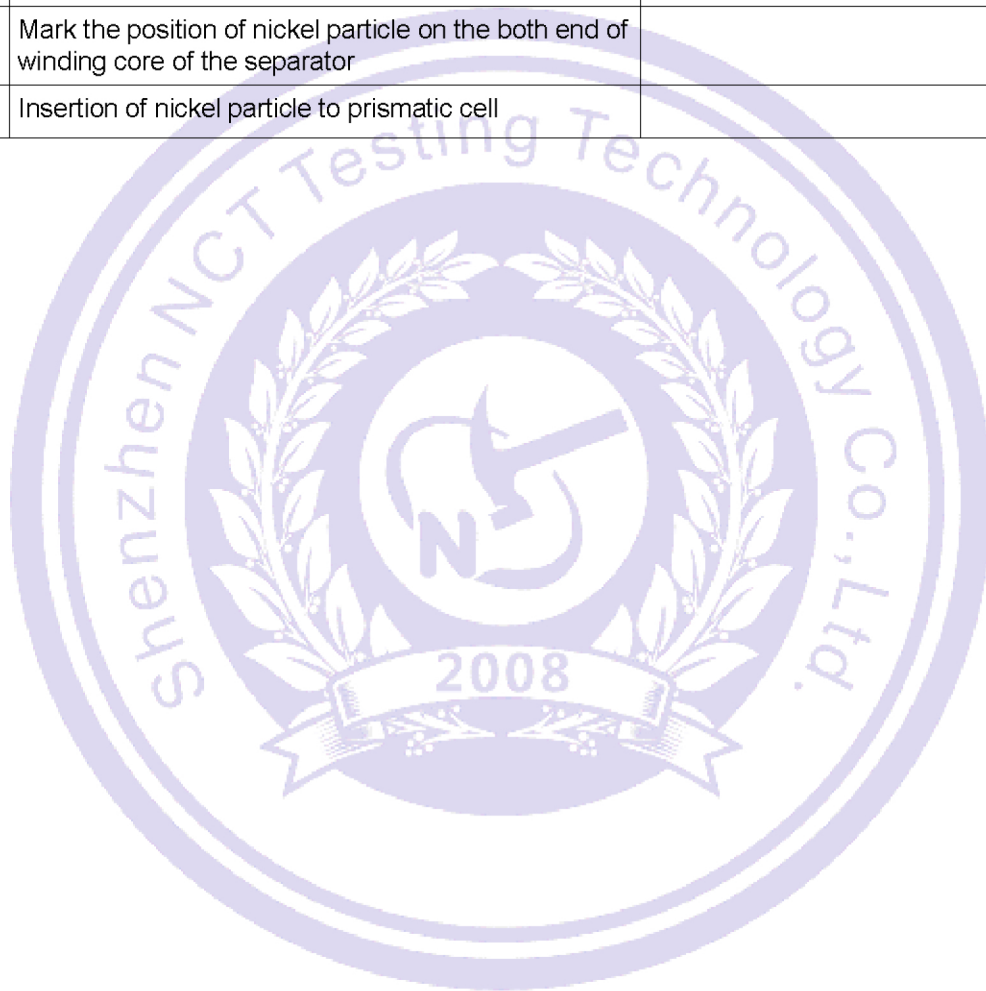 Mark the position of nickel particle on the both end of
winding core of the separator
Insertion of nickel particle to prismatic cell
Shenzhen NCT Testing Technology Co.,Ltd.
N
2008